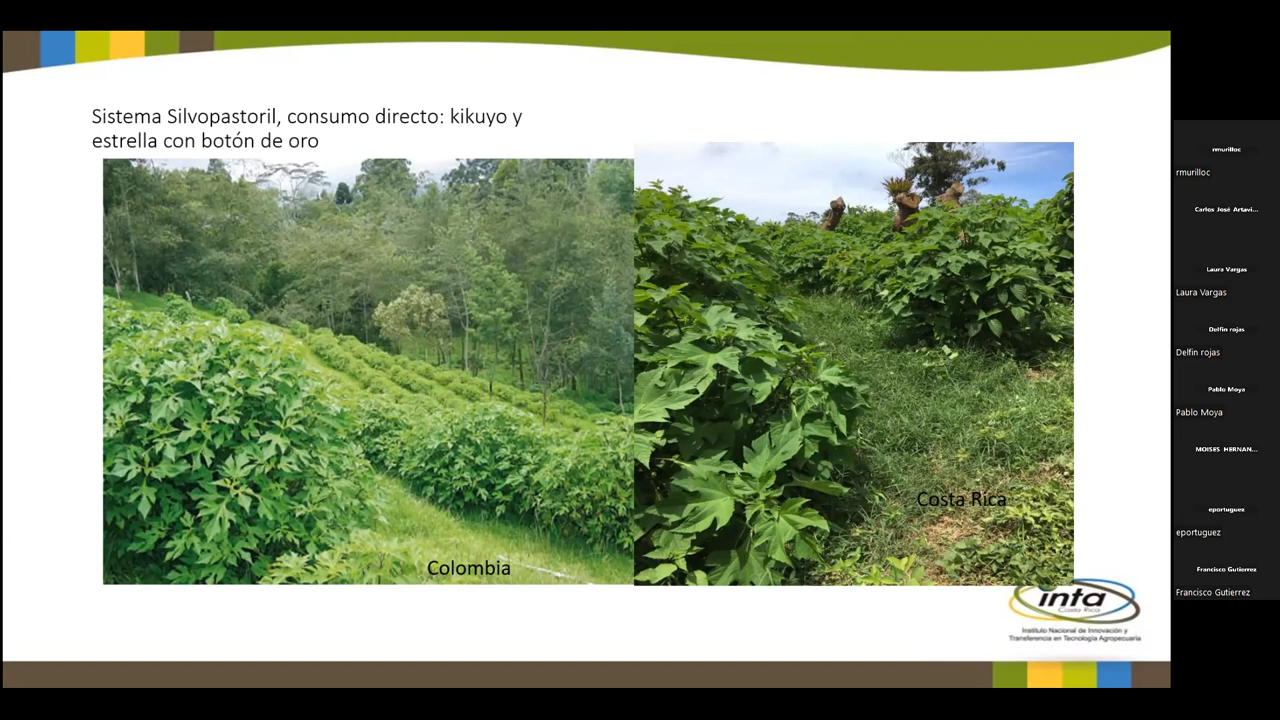 Sistema Silvopastoril, consumo directo: kikuyo y
estrella con botón de oro
Colombia
Costa Rica
inta
Costa Rica
Instituto Nacional de Innovación y
Transferencia en Tecnología Agropecuaria
rmurilloc
rmurilloc
Carlos José Artavi...
Laura Vargas
Laura Vargas
Delfin rojas
Delfin rojas
Pablo Moya
Pablo Moya
MOISES HERNAN...
eportuguez
eportuguez
Francisco Gutierrez
Francisco Gutierrez